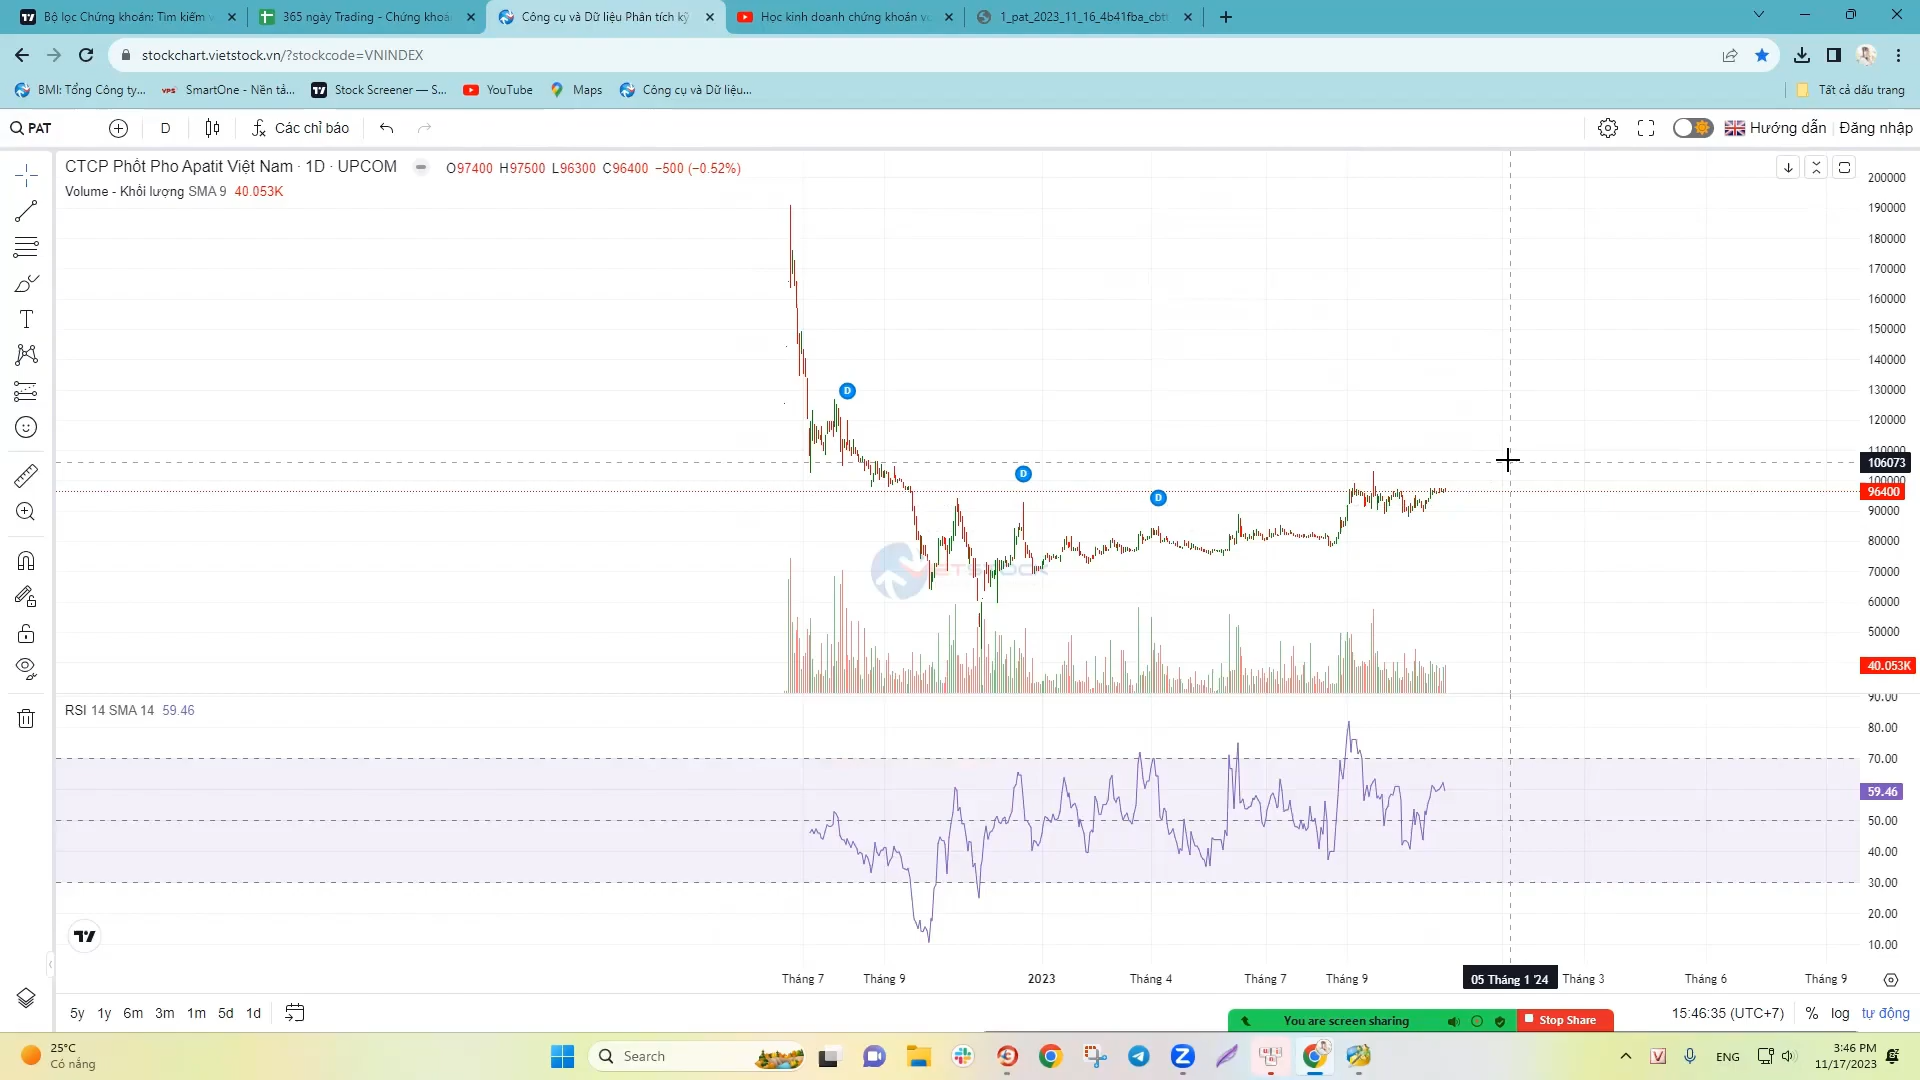 Bộ lọc Chứng khoán: Tìm kiếm v
365 ngày Trading - Chứng khoá
Công cụ và Dữ liệu Phân tích kỹ
Học kinh doanh chứng khoán vớ
1_pat_2023_11_16_4b41fba_cbtt
stockchart.vietstock.vn/?stockcode=VNINDEX
BMI: Tổng Công ty...
VPS SmartOne - Nền tả...
Stock Screener — S...
YouTube
Maps
Công cụ và Dữ liệu...
Tất cả dấu trang
PAT
D
Các chỉ báo
Hướng dẫn
Đăng nhập
CTCP Phốt Pho Apatit Việt Nam · 1D · UPCOM
O97400 H97500 L96300 C96400 −500 (−0.52%)
Volume - Khối lượng SMA 9 40.053K
200000
190000
180000
170000
160000
150000
140000
130000
120000
110000
106073
100000
96400
90000
80000
70000
60000
50000
40.053K
D
D
D
VIETSTOCK
RSI 14 SMA 14 59.46
90.00
80.00
70.00
59.46
50.00
40.00
30.00
20.00
10.00
Tháng 7
Tháng 9
2023
Tháng 4
Tháng 7
Tháng 9
05 Tháng 1 '24
Tháng 3
Tháng 6
Tháng 9
5y 1y 6m 3m 1m 5d 1d
You are screen sharing
Stop Share
15:46:35 (UTC+7)
% log tự động
25°C
Có nắng
Search
ENG
3:46 PM
11/17/2023